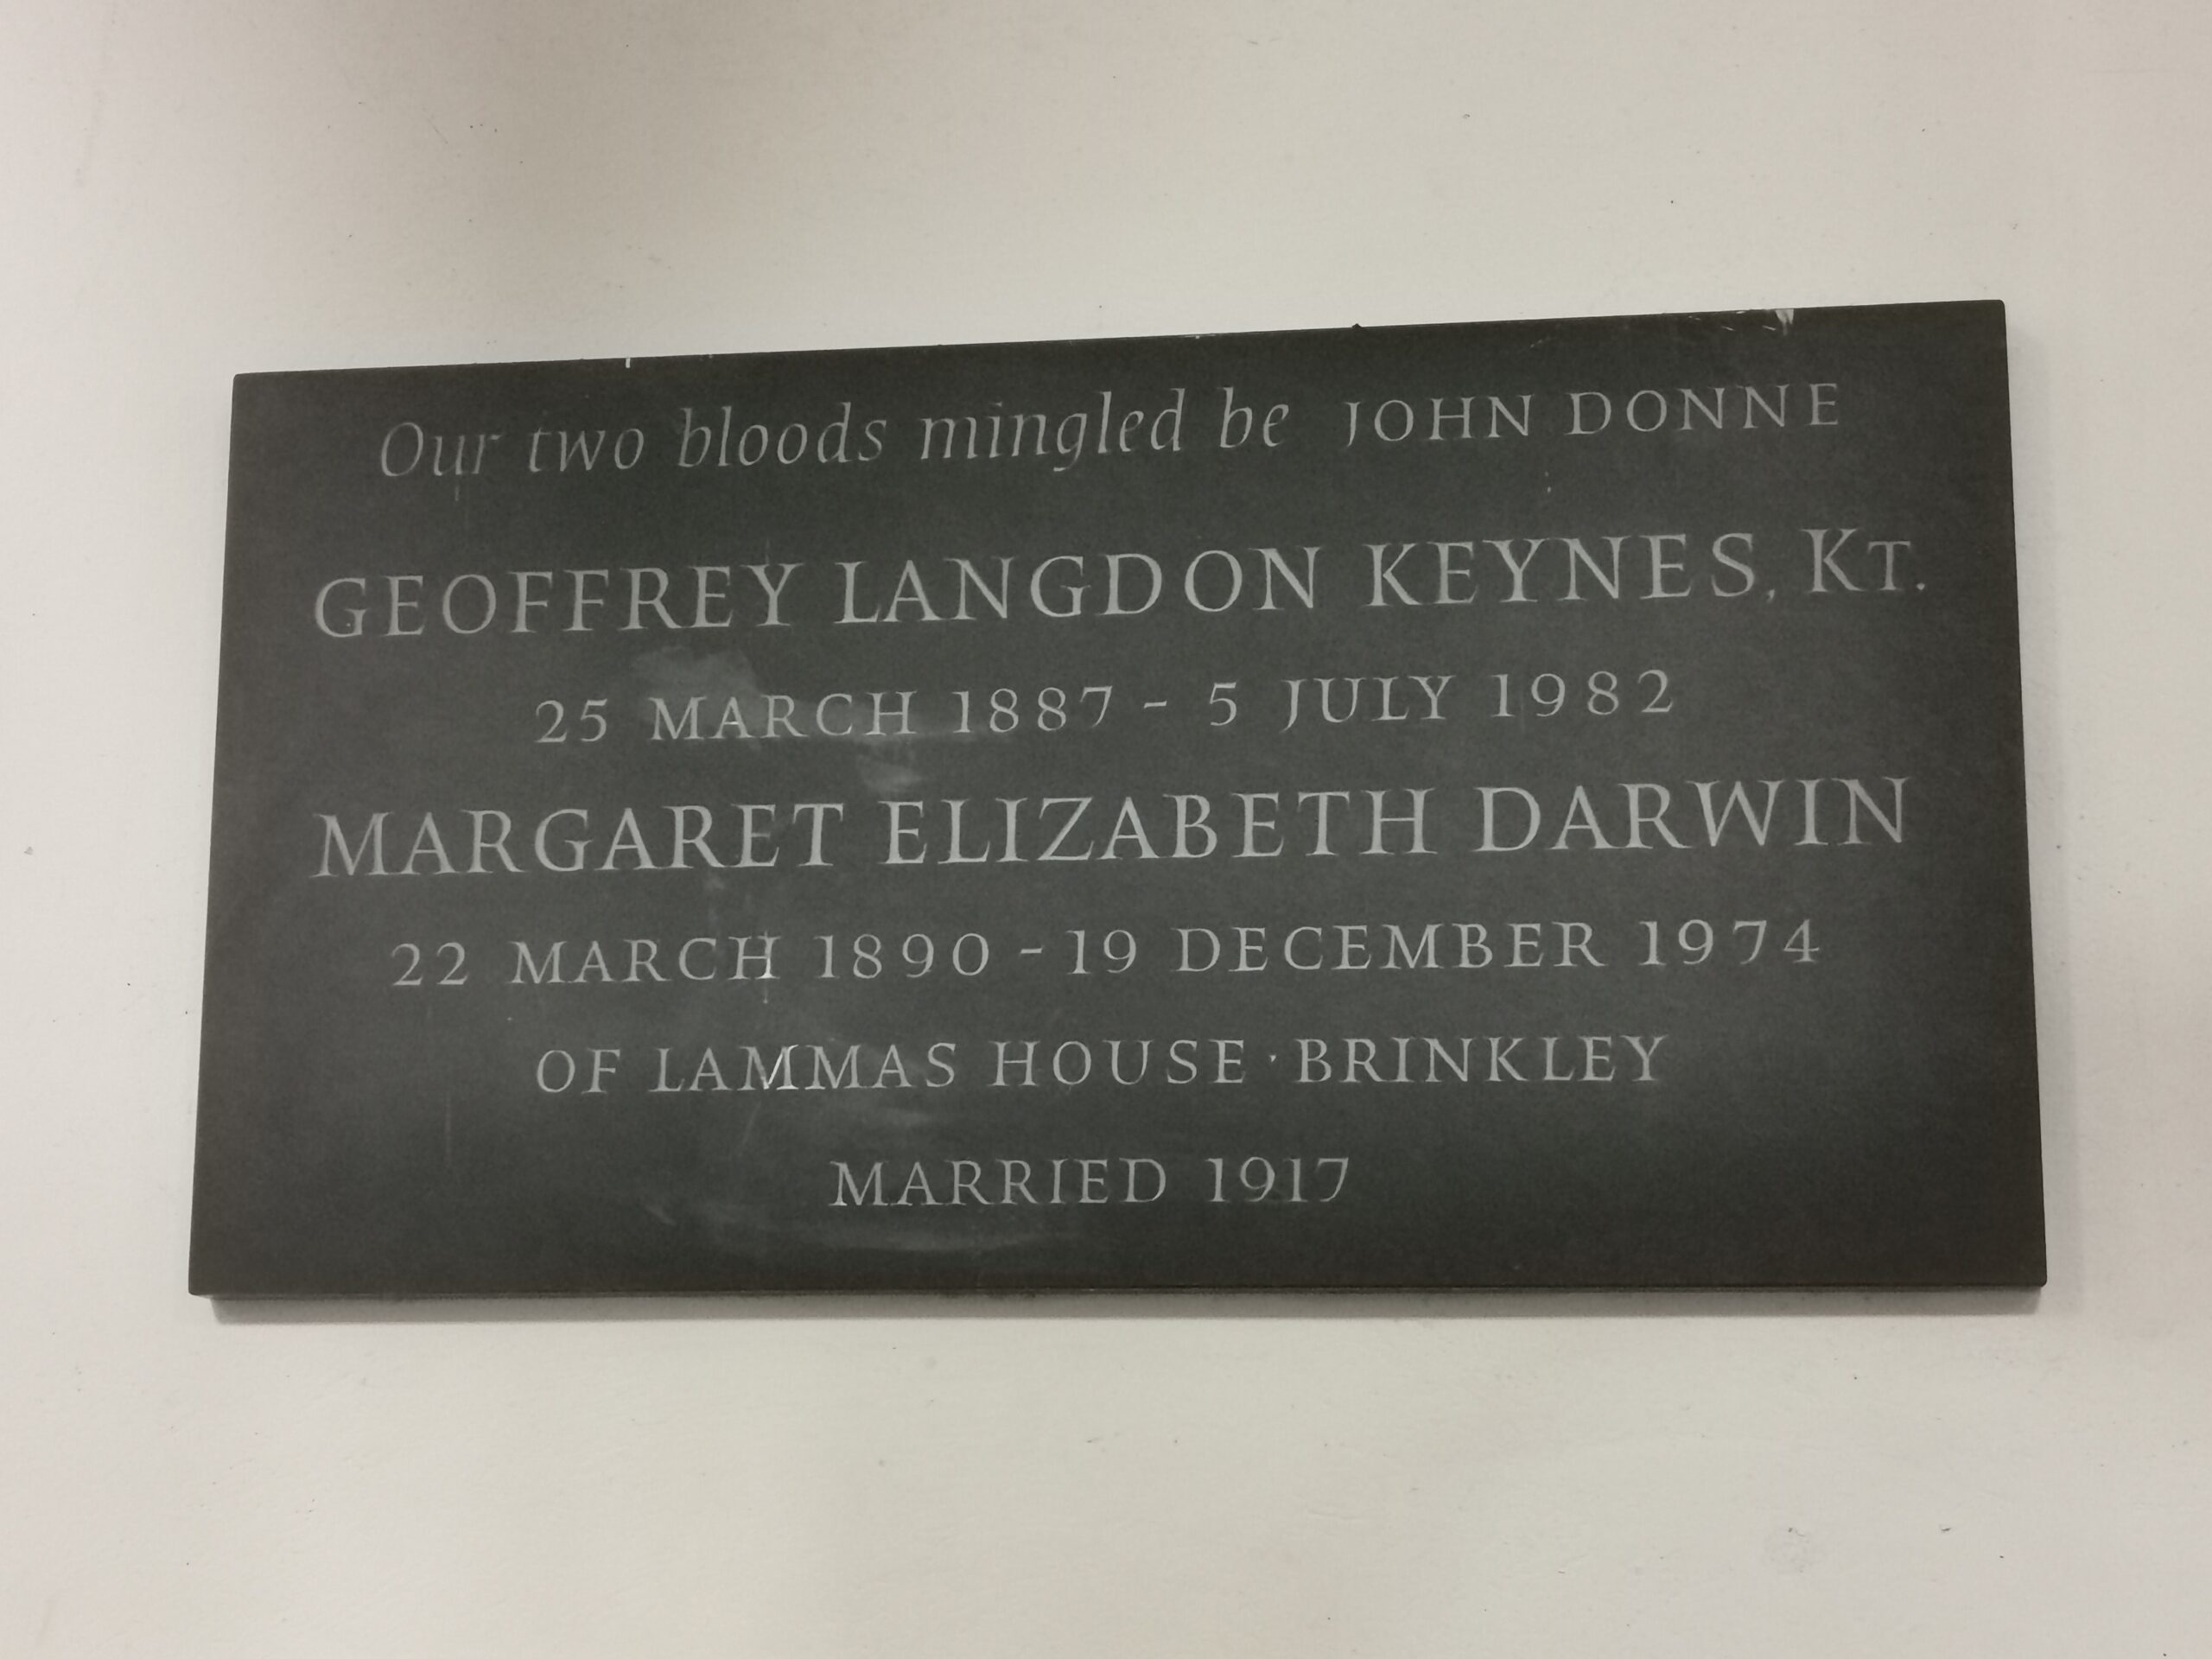 Our two bloods mingled be JOHN DONNE
GEOFFREY LANGDON KEYNES, KT.
25 MARCH 1887 - 5 JULY 1982
MARGARET ELIZABETH DARWIN
22 MARCH 1890 - 19 DECEMBER 1974
OF LAMMAS HOUSE · BRINKLEY
MARRIED 1917